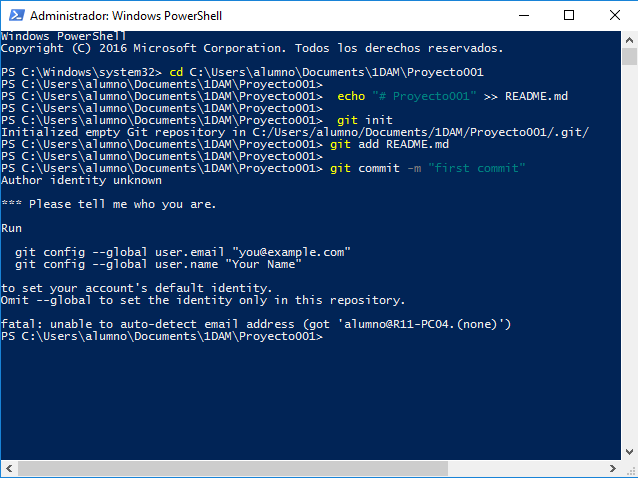 Administrador: Windows PowerShell
Windows PowerShell
Copyright (C) 2016 Microsoft Corporation. Todos los derechos reservados.
PS C:\Windows\system32> cd C:\Users\alumno\Documents\1DAM\Proyecto001
PS C:\Users\alumno\Documents\1DAM\Proyecto001>
PS C:\Users\alumno\Documents\1DAM\Proyecto001>  echo "# Proyecto001" >> README.md
PS C:\Users\alumno\Documents\1DAM\Proyecto001>
PS C:\Users\alumno\Documents\1DAM\Proyecto001>  git init
Initialized empty Git repository in C:/Users/alumno/Documents/1DAM/Proyecto001/.git/
PS C:\Users\alumno\Documents\1DAM\Proyecto001> git add README.md
PS C:\Users\alumno\Documents\1DAM\Proyecto001>
PS C:\Users\alumno\Documents\1DAM\Proyecto001> git commit -m "first commit"
Author identity unknown
*** Please tell me who you are.
Run
  git config --global user.email "you@example.com"
  git config --global user.name "Your Name"
to set your account's default identity.
Omit --global to set the identity only in this repository.
fatal: unable to auto-detect email address (got 'alumno@R11-PC04.(none)')
PS C:\Users\alumno\Documents\1DAM\Proyecto001>